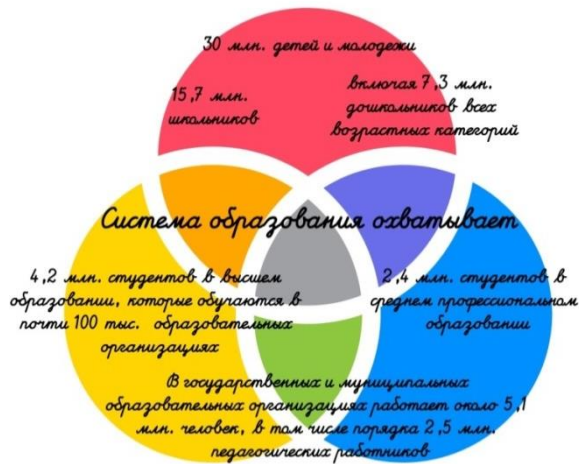 30 млн. детей и молодежи
15,7 млн.
школьников
включая 7,3 млн.
дошкольников всех
возрастных категорий
Система образования охватывает
4,2 млн. студентов в высшем
образовании, которые обучаются в
почти 100 тыс. образовательных
организациях
2,4 млн. студентов в
среднем профессиональном
образовании
В государственных и муниципальных
образовательных организациях работает около 5,1
млн. человек, в том числе порядка 2,5 млн.
педагогических работников